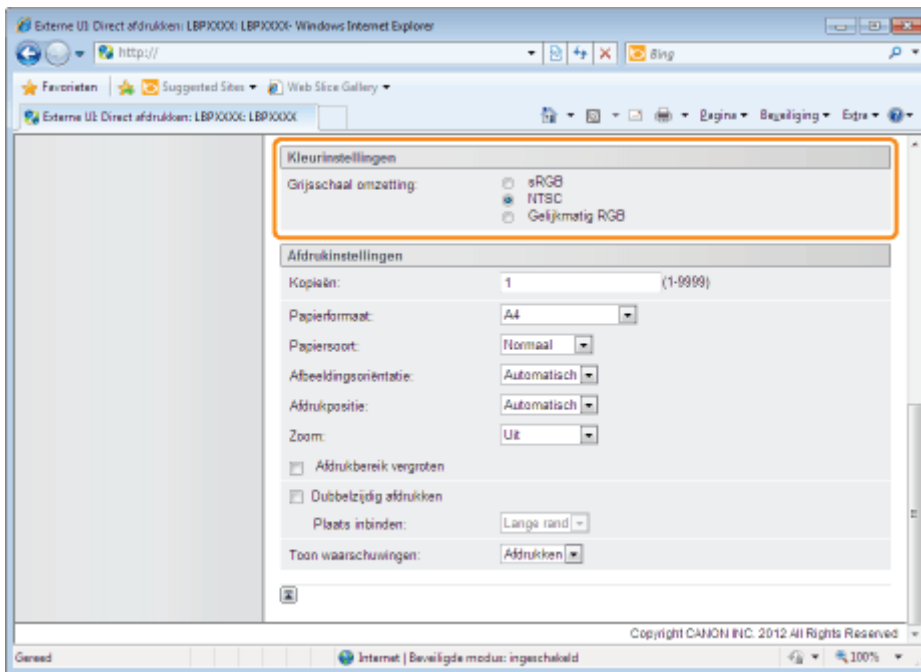 Externe UI: Direct afdrukken: LBPXXXX: LBPXXXX- Windows Internet Explorer
http://
Bing
Favorieten Suggested Sites Web Slice Gallery
Externe UI: Direct afdrukken: LBPXXXX: LBPXXXX
Pagina Beveiliging Extra
Kleurinstellingen
Grijsschaal omzetting: sRGB
NTSC
Gelijkmatig RGB
Afdrukinstellingen
Kopieën: 1 (1-9999)
Papierformaat: A4
Papiersoort: Normaal
Afbeeldingsoriëntatie: Automatisch
Afdrukpositie: Automatisch
Zoom: Uit
Afdrukbereik vergroten
Dubbelzijdig afdrukken
Plaats inbinden: Lange rand
Toon waarschuwingen: Afdrukken
Copyright CANON INC. 2012 All Rights Reserved
Gereed Internet | Beveiligde modus: ingeschakeld 100%